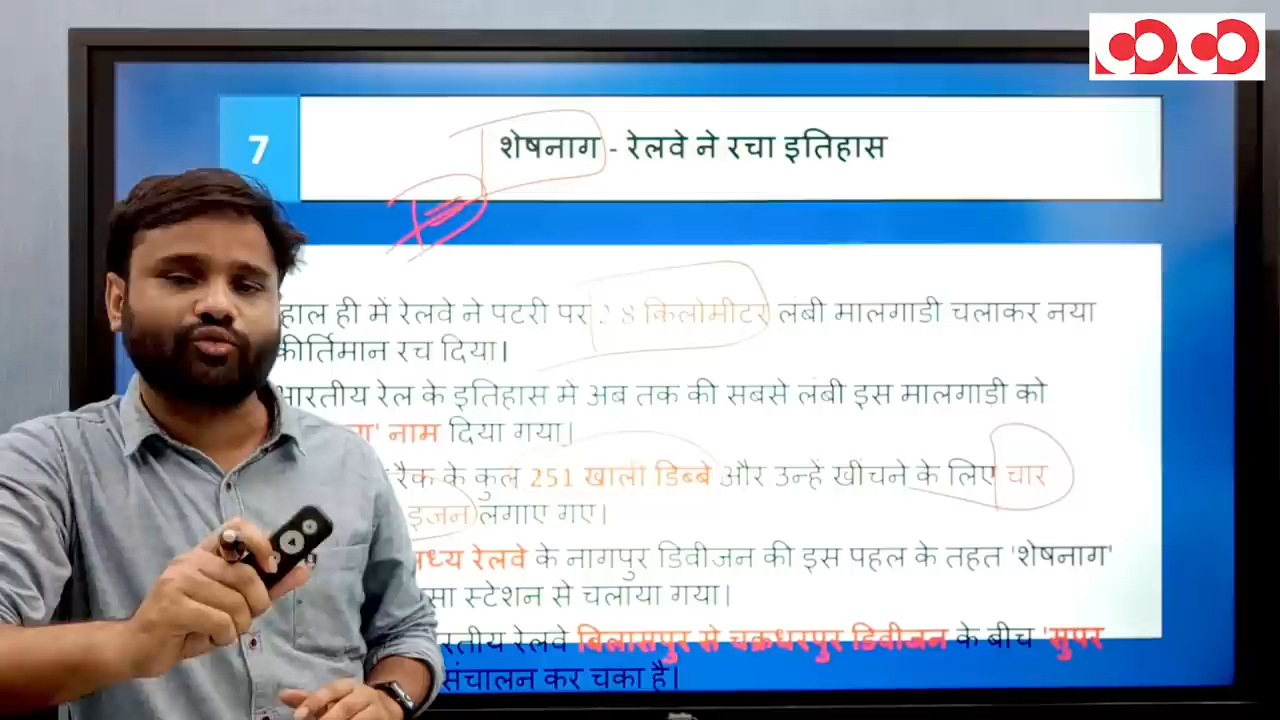 7
शेषनाग - रेलवे ने रचा इतिहास
हाल ही में रेलवे ने पटरी पर 2.8 किलोमीटर लंबी मालगाडी चलाकर नया
कीर्तिमान रच दिया।
भारतीय रेल के इतिहास मे अब तक की सबसे लंबी इस मालगाड़ी को
नाम दिया गया।
रैक के कुल 251 खाली डिब्बे और उन्हें खींचने के लिए चार
इंजन लगाए गए।
मध्य रेलवे के नागपुर डिवीजन की इस पहल के तहत 'शेषनाग'
स्टेशन से चलाया गया।
रेलवे बिलासपुर से चक्रधरपुर डिवीजन के बीच 'सुपर
संचालन कर चुका है।